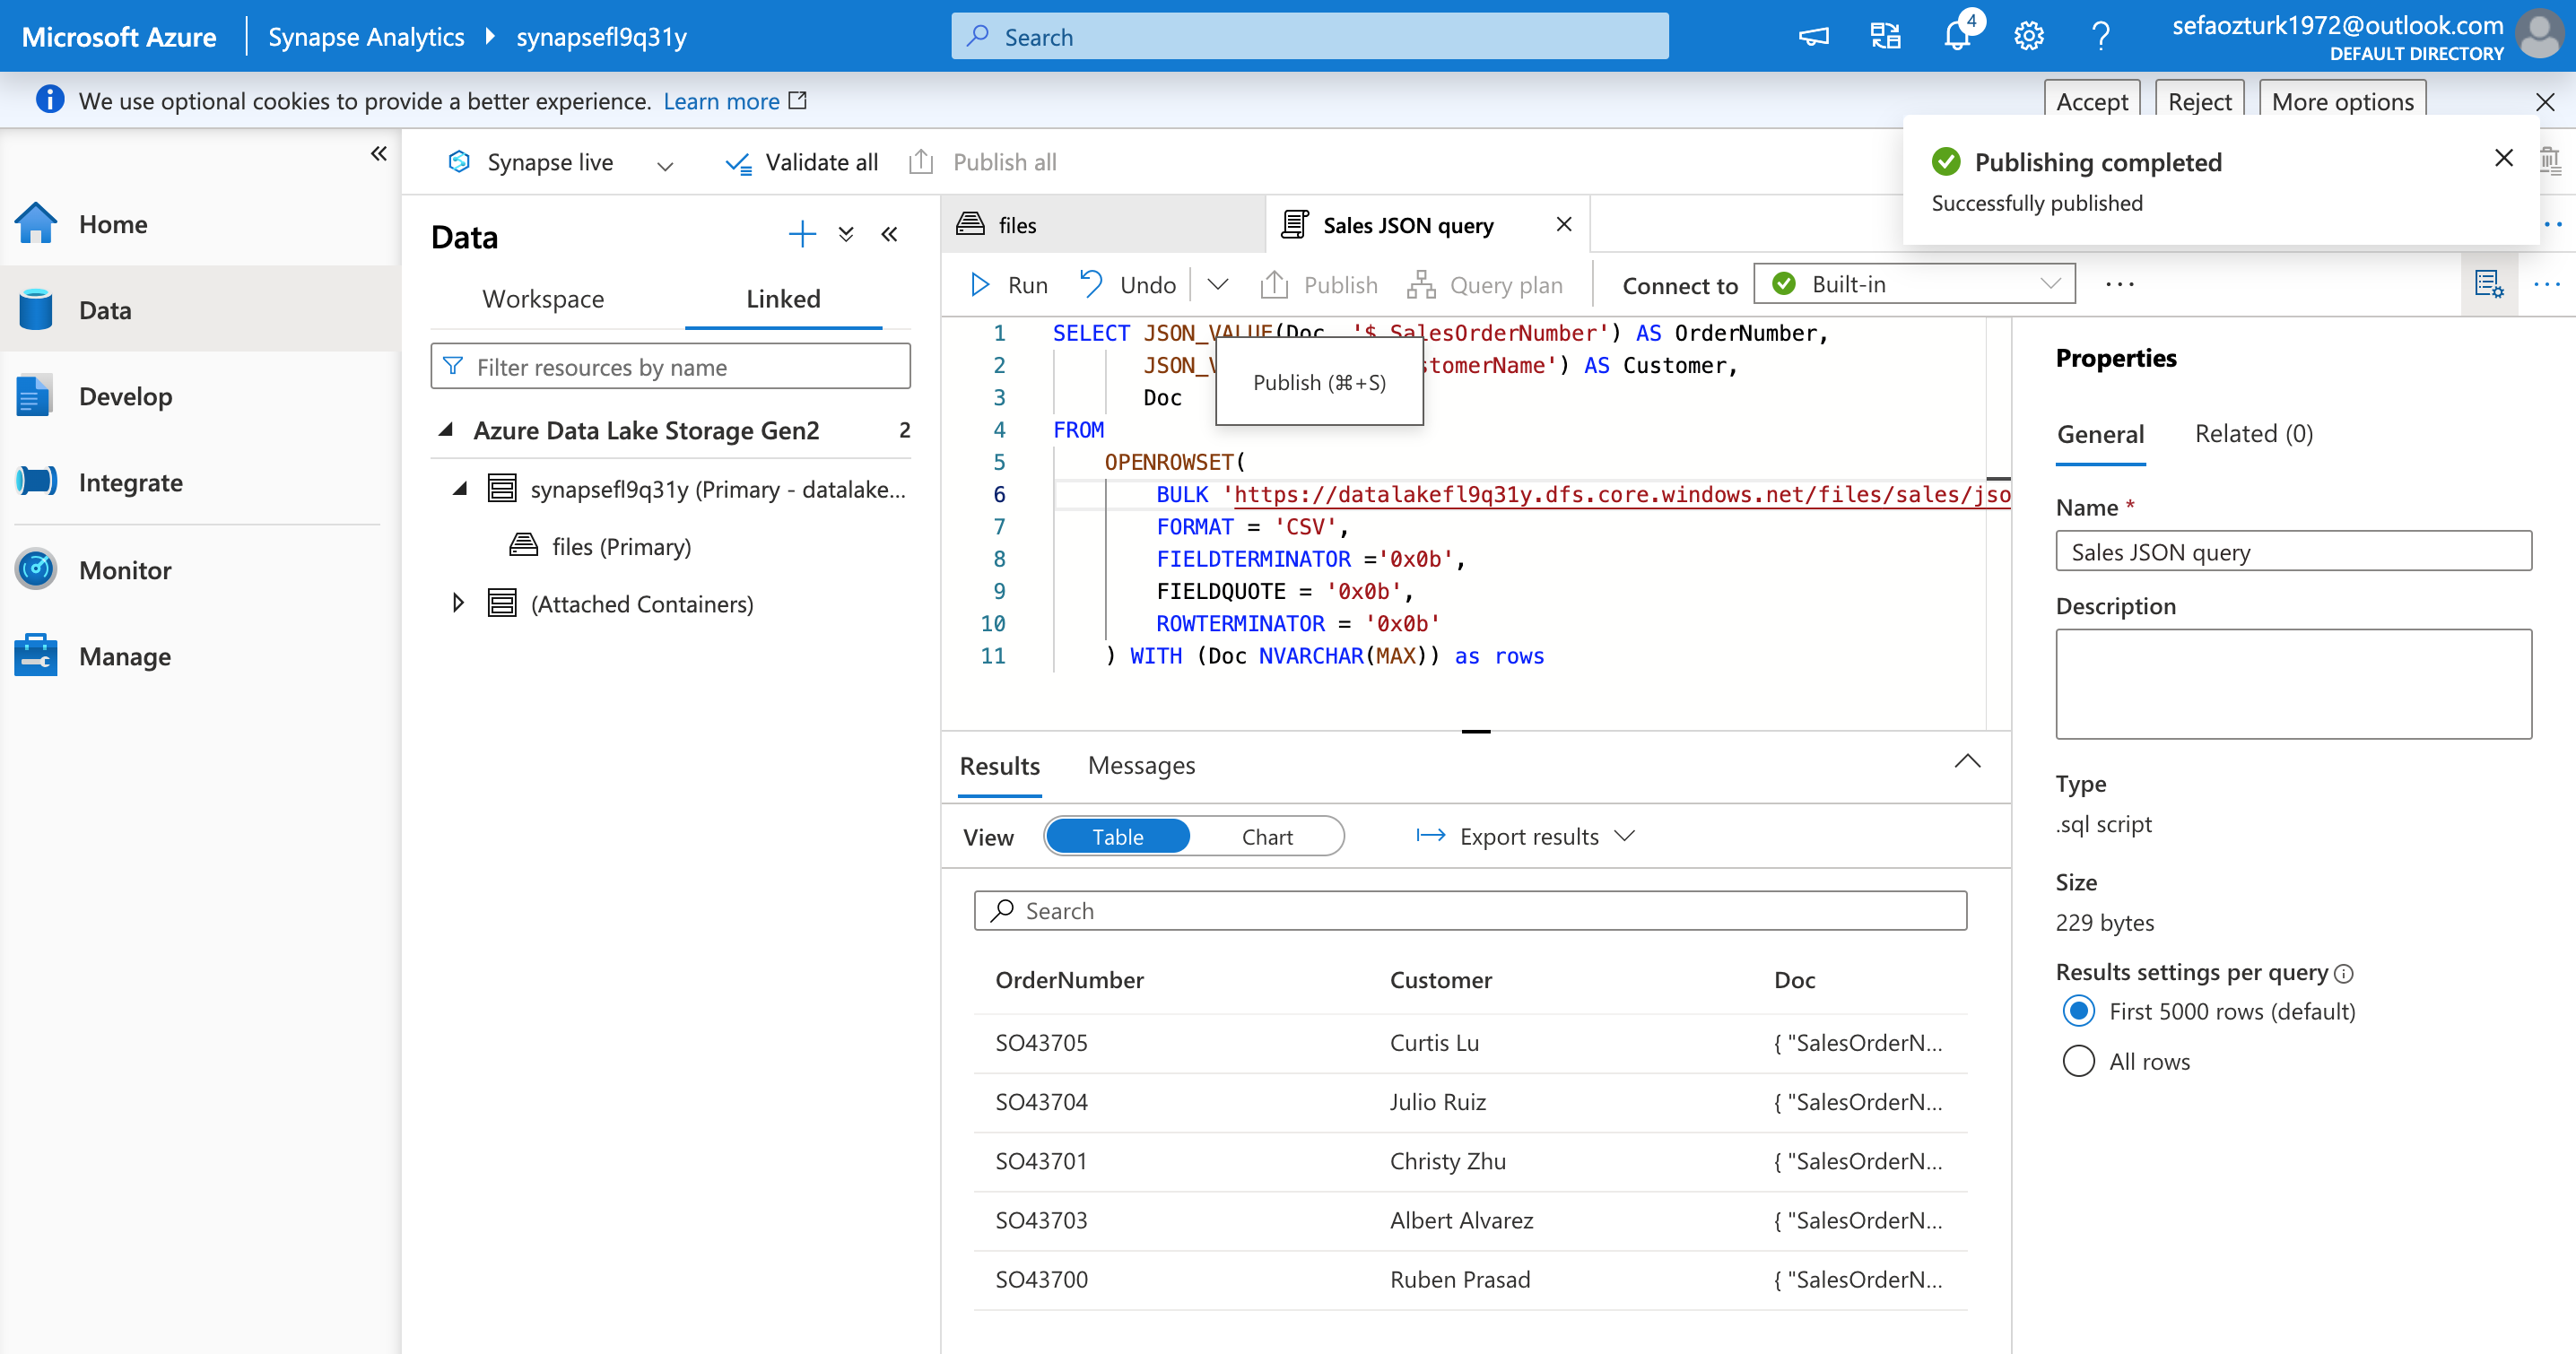 Microsoft Azure
Synapse Analytics
synapsefl9q31y
Search
4
sefaozturk1972@outlook.com
DEFAULT DIRECTORY
We use optional cookies to provide a better experience. Learn more
Accept
Reject
More options
Publishing completed
Successfully published
Synapse live
Validate all
Publish all
Home
Data
Develop
Integrate
Monitor
Manage
Data
Workspace
Linked
Filter resources by name
Azure Data Lake Storage Gen2 2
synapsefl9q31y (Primary - datalake...
files (Primary)
(Attached Containers)
files
Sales JSON query
Run
Undo
Publish
Query plan
Connect to
Built-in
1 SELECT JSON_VALUE(Doc, '$.SalesOrderNumber') AS OrderNumber,
2 JSON_V stomerName') AS Customer,
3 Doc
4 FROM
5 OPENROWSET(
6 BULK 'https://datalakefl9q31y.dfs.core.windows.net/files/sales/jso
7 FORMAT = 'CSV',
8 FIELDTERMINATOR ='0x0b',
9 FIELDQUOTE = '0x0b',
10 ROWTERMINATOR = '0x0b'
11 ) WITH (Doc NVARCHAR(MAX)) as rows
Publish (⌘+S)
Results
Messages
View
Table
Chart
Export results
Search
OrderNumber Customer Doc
SO43705 Curtis Lu { "SalesOrderN...
SO43704 Julio Ruiz { "SalesOrderN...
SO43701 Christy Zhu { "SalesOrderN...
SO43703 Albert Alvarez { "SalesOrderN...
SO43700 Ruben Prasad { "SalesOrderN...
Properties
General
Related (0)
Name *
Sales JSON query
Description
Type
.sql script
Size
229 bytes
Results settings per query
First 5000 rows (default)
All rows